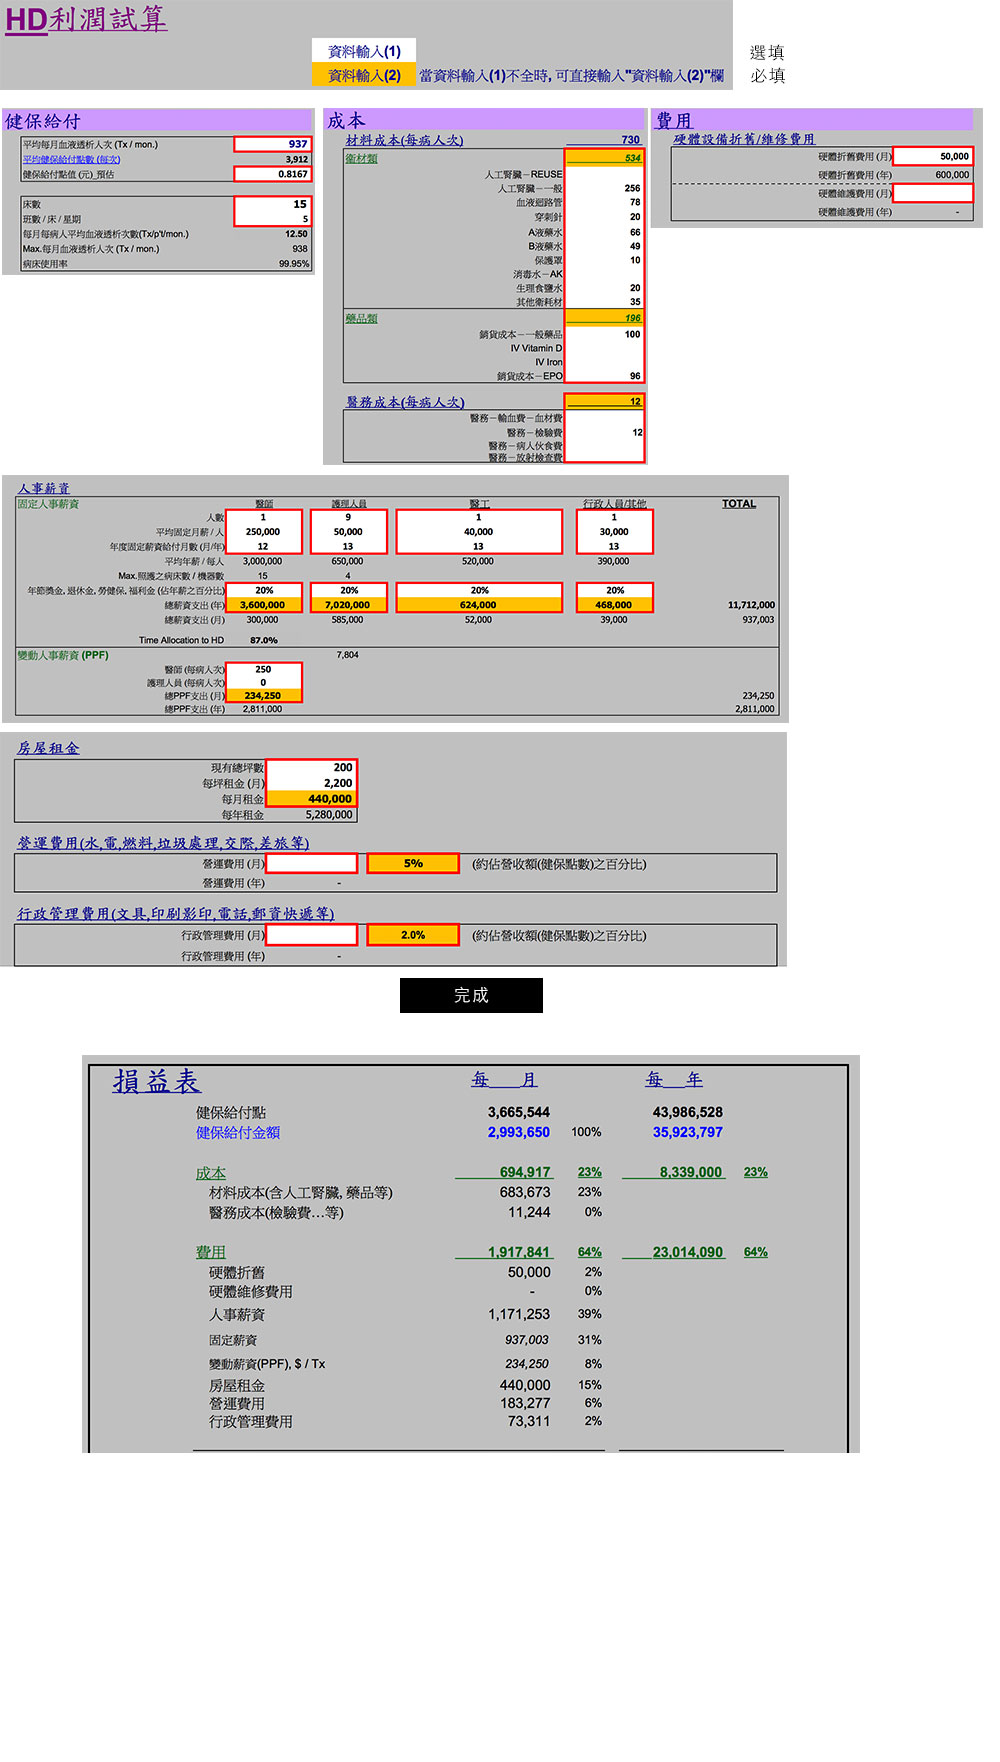 HD利潤試算
資料輸入(1)
選填
資料輸入(2) 當資料輸入(1)不全時, 可直接輸入"資料輸入(2)"欄
必填
健保給付
平均每月血液透析人次 (Tx / mon.) 937
平均健保給付點數 (每次) 3,912
健保給付點值 (元)_預估 0.8167
床數 15
班數 / 床 / 星期 5
每月每病人平均血液透析次數(Tx/p't/mon.) 12.50
Max.每月血液透析人次 (Tx / mon.) 938
病床使用率 99.95%
成本
材料成本(每病人次) 730
衛材類 534
人工腎臟－REUSE
人工腎臟－一般 256
血液迴路管 78
穿刺針 20
A液藥水 66
B液藥水 49
保護罩 10
消毒水－AK
生理食鹽水 20
其他衛耗材 35
藥品類 196
銷貨成本－一般藥品 100
IV Vitamin D
IV Iron
銷貨成本－EPO 96
醫務成本(每病人次) 12
醫務－輸血費－血材費
醫務－檢驗費 12
醫務－病人伙食費
醫務－放射檢查費
費用
硬體設備折舊/維修費用
硬體折舊費用 (月) 50,000
硬體折舊費用 (年) 600,000
硬體維護費用 (月)
硬體維護費用 (年) -
人事薪資
固定人事薪資 醫師 護理人員 醫工 行政人員/其他 TOTAL
人數 1 9 1 1
平均固定月薪 / 人 250,000 50,000 40,000 30,000
年度固定薪資給付月數 (月/年) 12 13 13 13
平均年薪 / 每人 3,000,000 650,000 520,000 390,000
Max.照護之病床數 / 機器數 15 4
年節獎金, 退休金, 勞健保, 福利金 (佔年薪之百分比) 20% 20% 20% 20%
總薪資支出 (年) 3,600,000 7,020,000 624,000 468,000 11,712,000
總薪資支出 (月) 300,000 585,000 52,000 39,000 937,003
Time Allocation to HD 87.0%
變動人事薪資 (PPF) 7,804
醫師 (每病人次) 250
護理人員 (每病人次) 0
總PPF支出 (月) 234,250 234,250
總PPF支出 (年) 2,811,000 2,811,000
房屋租金
現有總坪數 200
每坪租金 (月) 2,200
每月租金 440,000
每年租金 5,280,000
營運費用(水,電,燃料,垃圾處理,交際,差旅等)
營運費用 (月) 5% (約佔營收額(健保點數)之百分比)
營運費用 (年) -
行政管理費用(文具,印刷影印,電話,郵資快遞等)
行政管理費用 (月) 2.0% (約佔營收額(健保點數)之百分比)
行政管理費用 (年) -
完成
損益表 每 月 每 年
健保給付點 3,665,544 43,986,528
健保給付金額 2,993,650 100% 35,923,797
成本 694,917 23% 8,339,000 23%
材料成本(含人工腎臟, 藥品等) 683,673 23%
醫務成本(檢驗費…等) 11,244 0%
費用 1,917,841 64% 23,014,090 64%
硬體折舊 50,000 2%
硬體維修費用 - 0%
人事薪資 1,171,253 39%
固定薪資 937,003 31%
變動薪資(PPF), $ / Tx 234,250 8%
房屋租金 440,000 15%
營運費用 183,277 6%
行政管理費用 73,311 2%